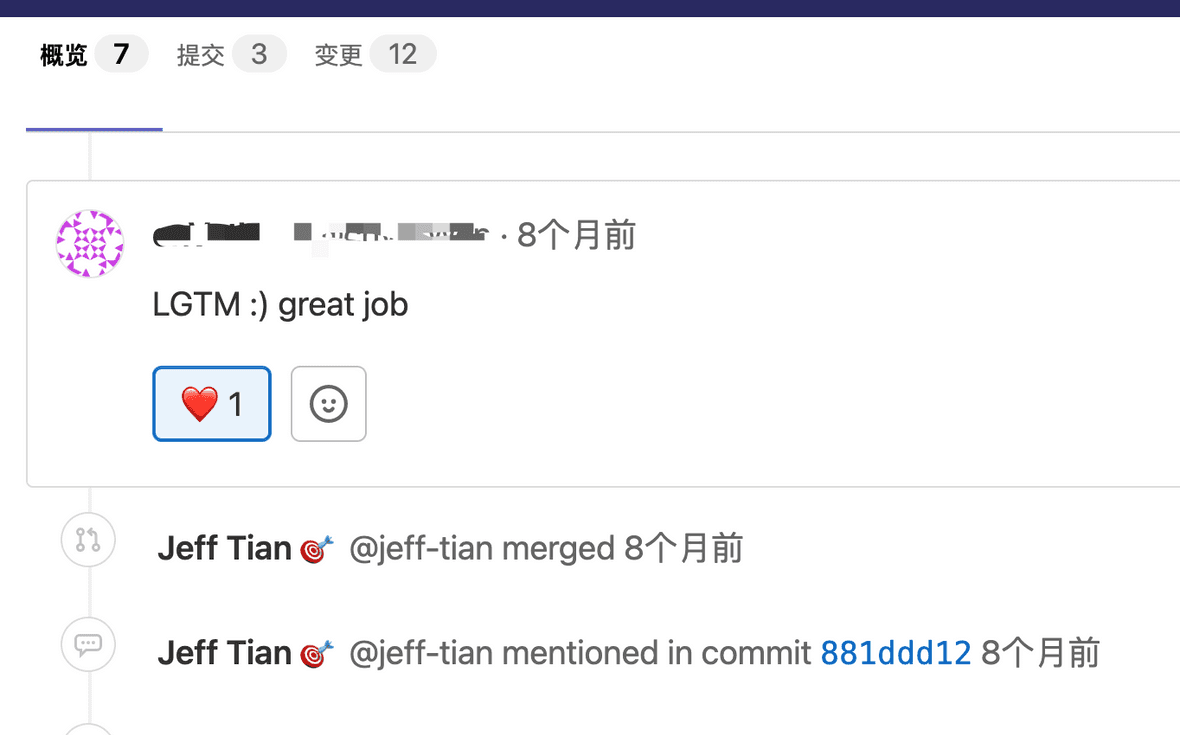 概览 7 提交 3 变更 12
· 8个月前
LGTM :) great job
❤️ 1
Jeff Tian 🎯 @jeff-tian merged 8个月前
Jeff Tian 🎯 @jeff-tian mentioned in commit 881ddd12 8个月前